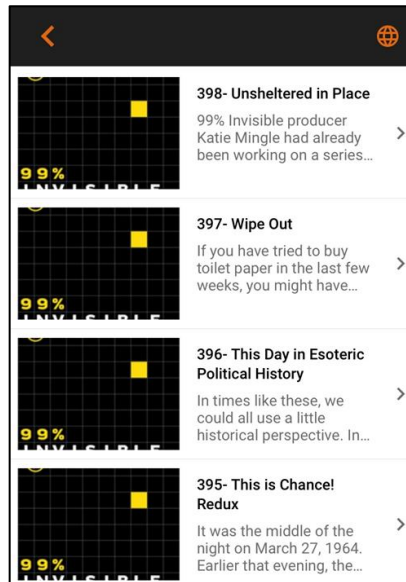 99%
INVISIBLE
398- Unsheltered in Place
99% Invisible producer
Katie Mingle had already
been working on a series...
99%
INVISIBLE
397- Wipe Out
If you have tried to buy
toilet paper in the last few
weeks, you might have...
99%
INVISIBLE
396- This Day in Esoteric
Political History
In times like these, we
could all use a little
historical perspective. In...
99%
395- This is Chance!
Redux
It was the middle of the
night on March 27, 1964.
Earlier that evening, the...